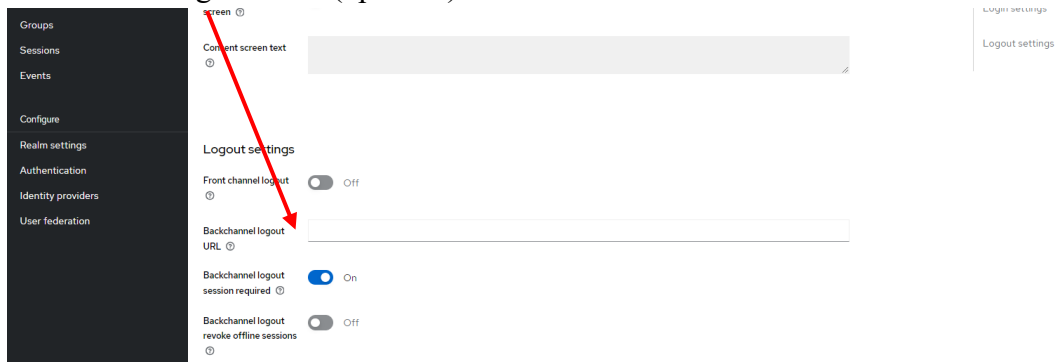 Groups
Sessions
Events
Configure
Realm settings
Authentication
Identity providers
User federation
screen
Consent screen text
Logout settings
Front channel logout
Off
Backchannel logout
URL
Backchannel logout
session required
On
Backchannel logout
revoke offline sessions
Off
Login settings
Logout settings